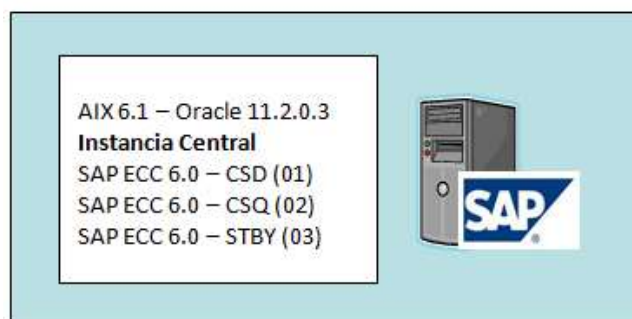 AIX 6.1 – Oracle 11.2.0.3
Instancia Central
SAP ECC 6.0 – CSD (01)
SAP ECC 6.0 – CSQ (02)
SAP ECC 6.0 – STBY (03)
SAP
®